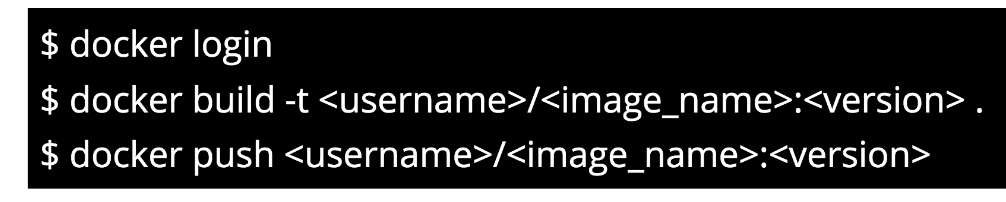 $ docker login
$ docker build -t <username>/<image_name>:<version> .
$ docker push <username>/<image_name>:<version>